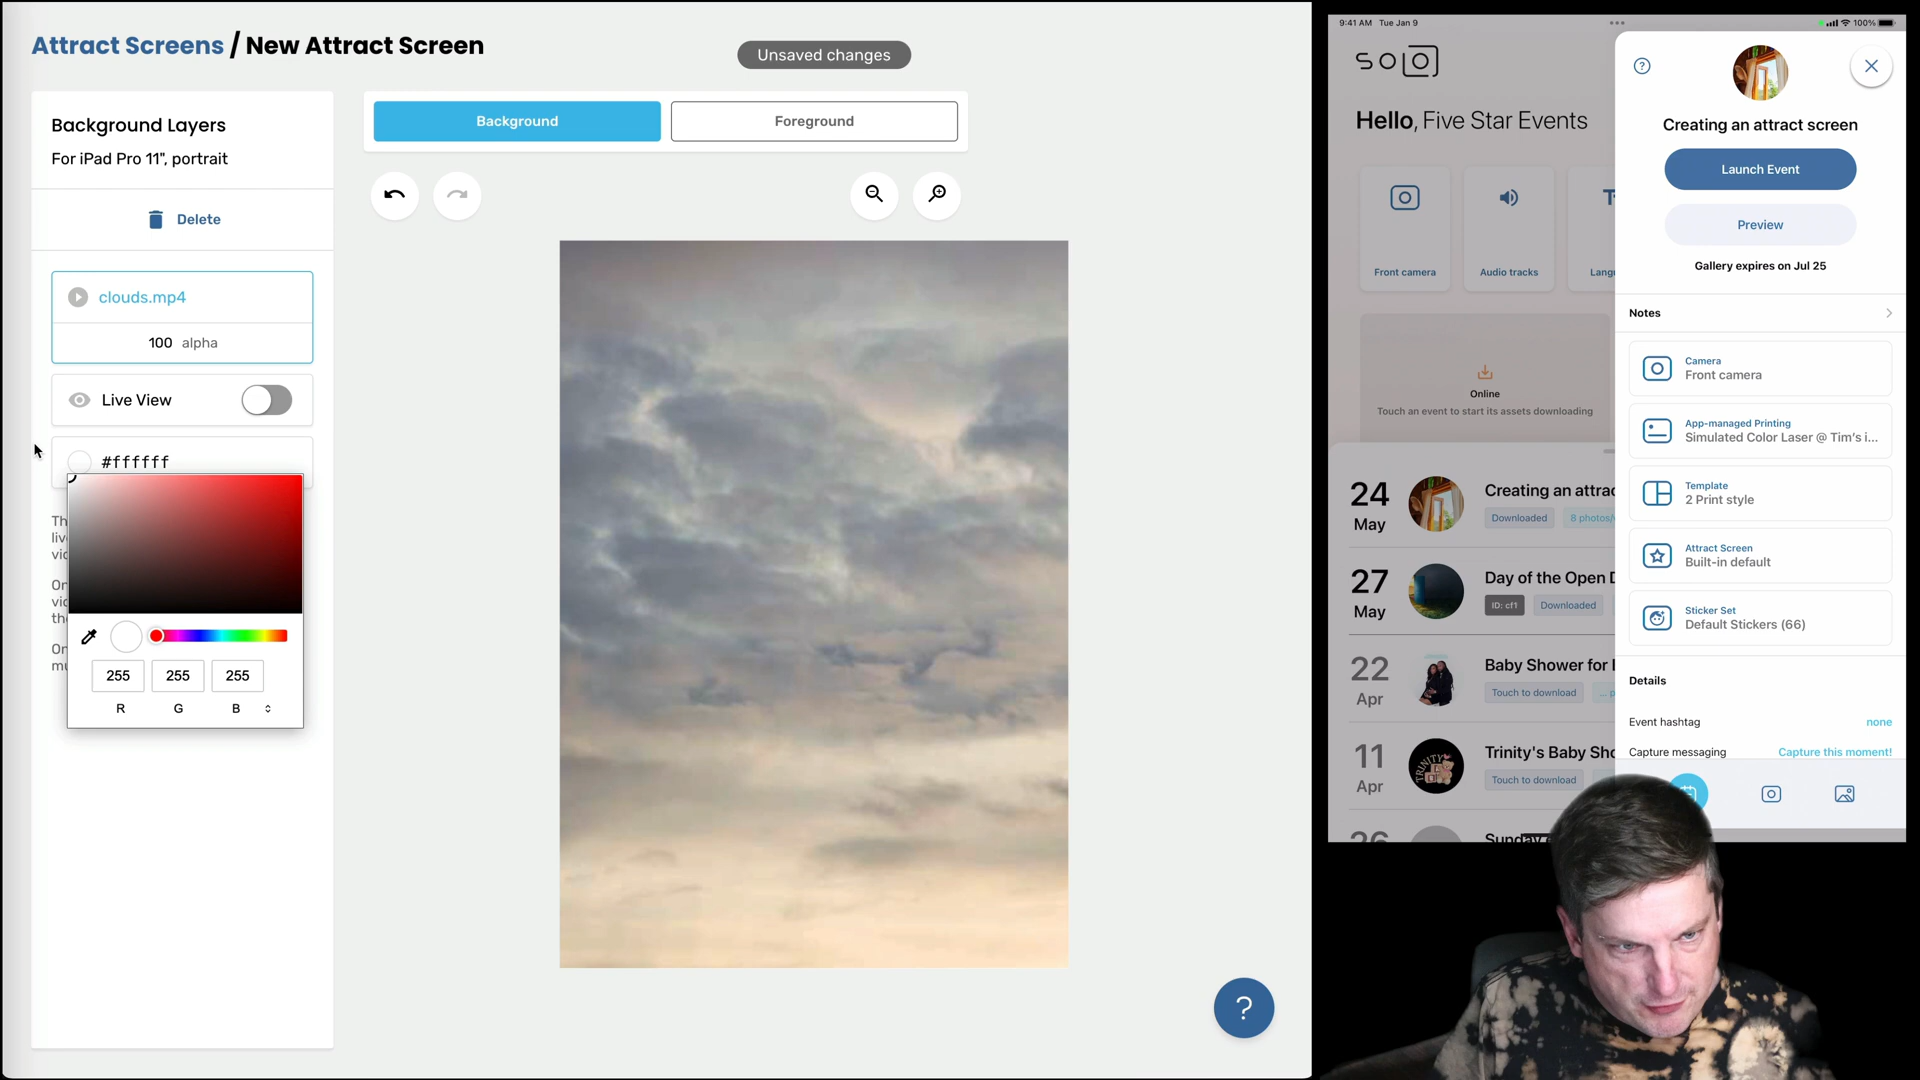 Attract Screens / New Attract Screen
Unsaved changes
Background Layers
For iPad Pro 11", portrait
Delete
clouds.mp4
100 alpha
Live View
#ffffff
255 255 255
R G B
Background
Foreground
?
9:41 AM Tue Jan 9
100%
SOLO
Hello, Five Star Events
Front camera
Audio tracks
Online
Touch an event to start its assets downloading
24
May
Creating an attrac
Downloaded
8 photos/
27
May
Day of the Open
ID: cf1
Downloaded
22
Apr
Baby Shower for
Touch to download
11
Apr
Trinity's Baby Sho
Touch to download
?
Creating an attract screen
Launch Event
Preview
Gallery expires on Jul 25
Notes
Camera
Front camera
App-managed Printing
Simulated Color Laser @ Tim's i...
Template
2 Print style
Attract Screen
Built-in default
Sticker Set
Default Stickers (66)
Details
Event hashtag
none
Capture messaging
Capture this moment!